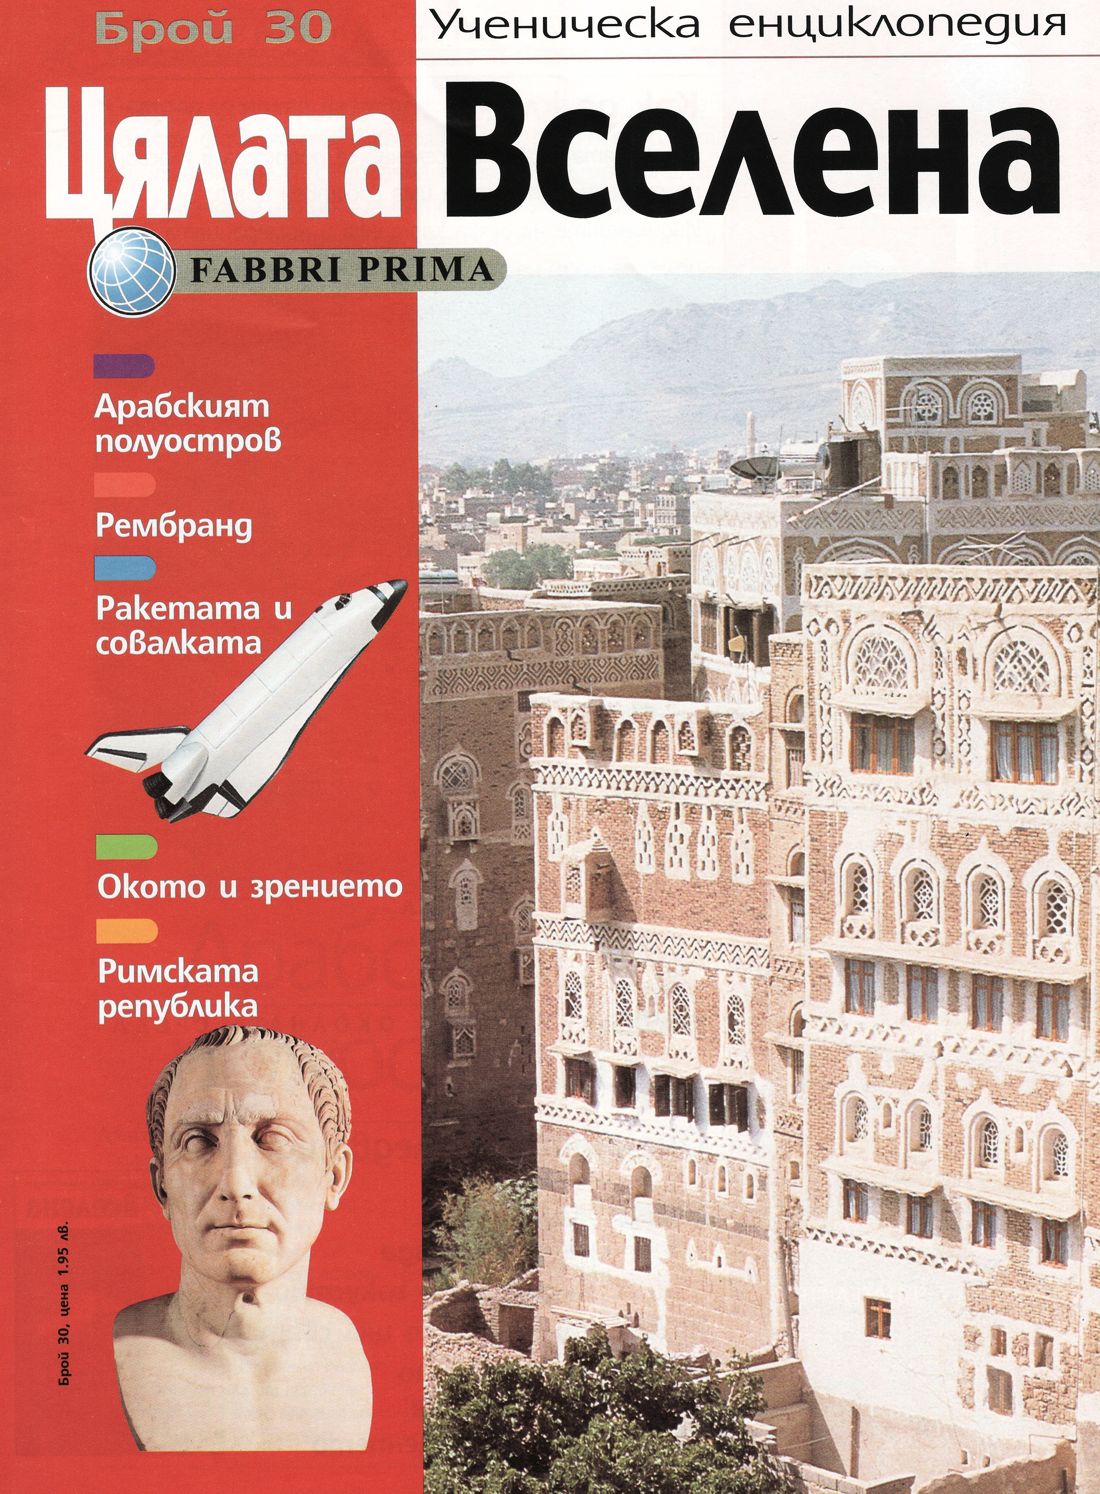 Брой 30
Ученическа енциклопедия
Цялата Вселена
FABBRI PRIMA
Арабският
полуостров
Рембранд
Ракетата и
совалката
Окото и зрението
Римската
република
Брой 30, цена 1.95 лв.